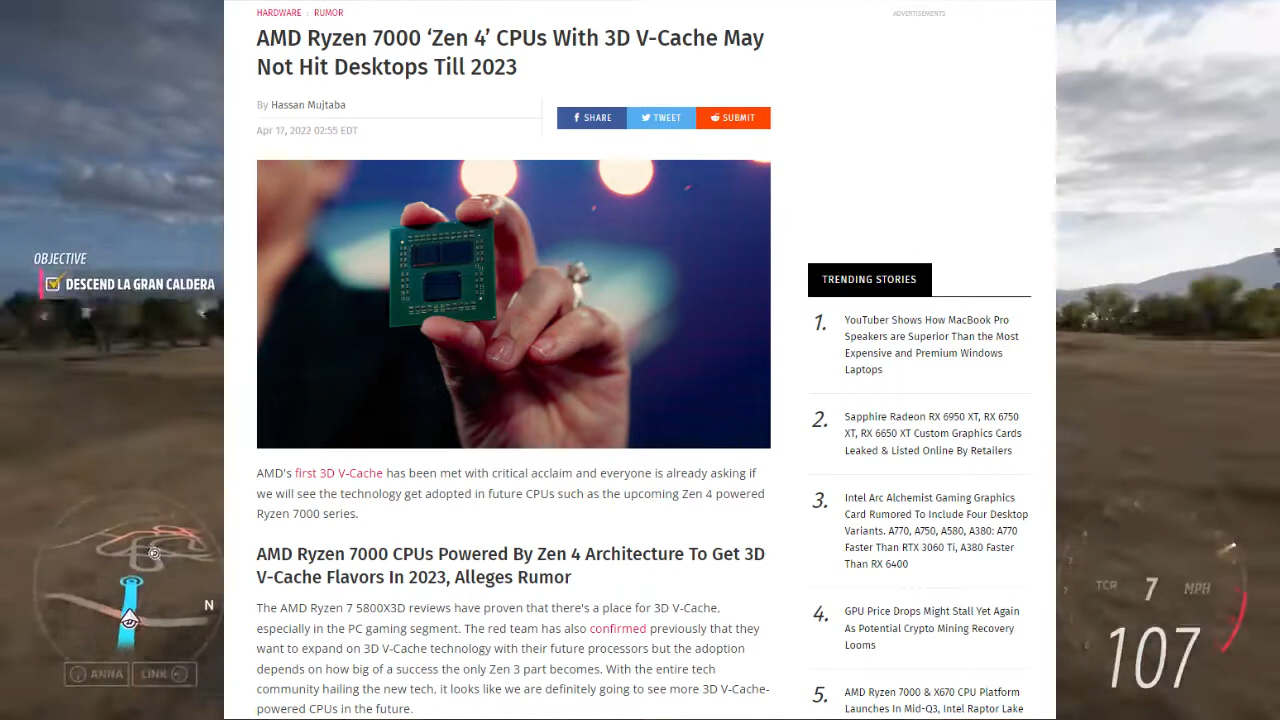 HARDWARE RUMOR
ADVERTISEMENTS
AMD Ryzen 7000 ‘Zen 4’ CPUs With 3D V-Cache May
Not Hit Desktops Till 2023
By Hassan Mujtaba
Apr 17, 2022 02:55 EDT
SHARE
TWEET
SUBMIT
AMD's first 3D V-Cache has been met with critical acclaim and everyone is already asking if
we will see the technology get adopted in future CPUs such as the upcoming Zen 4 powered
Ryzen 7000 series.
AMD Ryzen 7000 CPUs Powered By Zen 4 Architecture To Get 3D
V-Cache Flavors In 2023, Alleges Rumor
The AMD Ryzen 7 5800X3D reviews have proven that there's a place for 3D V-Cache,
especially in the PC gaming segment. The red team has also confirmed previously that they
want to expand on 3D V-Cache technology with their future processors but the adoption
depends on how big of a success the only Zen 3 part becomes. With the entire tech
community hailing the new tech, it looks like we are definitely going to see more 3D V-Cache-
powered CPUs in the future.
TRENDING STORIES
1.
YouTuber Shows How MacBook Pro
Speakers are Superior Than the Most
Expensive and Premium Windows
Laptops
2.
Sapphire Radeon RX 6950 XT, RX 6750
XT, RX 6650 XT Custom Graphics Cards
Leaked & Listed Online By Retailers
3.
Intel Arc Alchemist Gaming Graphics
Card Rumored To Include Four Desktop
Variants. A770, A750, A580, A380: A770
Faster Than RTX 3060 Ti, A380 Faster
Than RX 6400
4.
GPU Price Drops Might Stall Yet Again
As Potential Crypto Mining Recovery
Looms
5.
AMD Ryzen 7000 & X670 CPU Platform
Launches In Mid-Q3, Intel Raptor Lake
OBJECTIVE
DESCEND LA GRAN CALDERA
N
ANNA
LINK
TCR 7 MPH
107